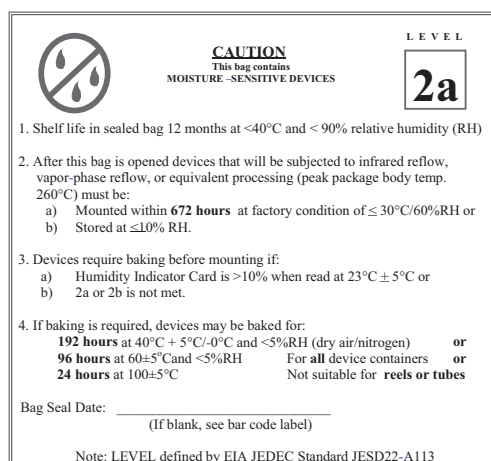 LEVEL
CAUTION
This bag contains
MOISTURE –SENSITIVE DEVICES
2a
1. Shelf life in sealed bag 12 months at <40°C and < 90% relative humidity (RH)
2. After this bag is opened devices that will be subjected to infrared reflow,
vapor-phase reflow, or equivalent processing (peak package body temp.
260°C) must be:
a) Mounted within 672 hours at factory condition of ≤ 30°C/60%RH or
b) Stored at ≤10% RH.
3. Devices require baking before mounting if:
a) Humidity Indicator Card is >10% when read at 23°C ± 5°C or
b) 2a or 2b is not met.
4. If baking is required, devices may be baked for:
192 hours at 40°C + 5°C/-0°C and <5%RH (dry air/nitrogen) or
96 hours at 60±5°Cand <5%RH For all device containers or
24 hours at 100±5°C Not suitable for reels or tubes
Bag Seal Date: ______________________________
(If blank, see bar code label)
Note: LEVEL defined by EIA JEDEC Standard JESD22-A113